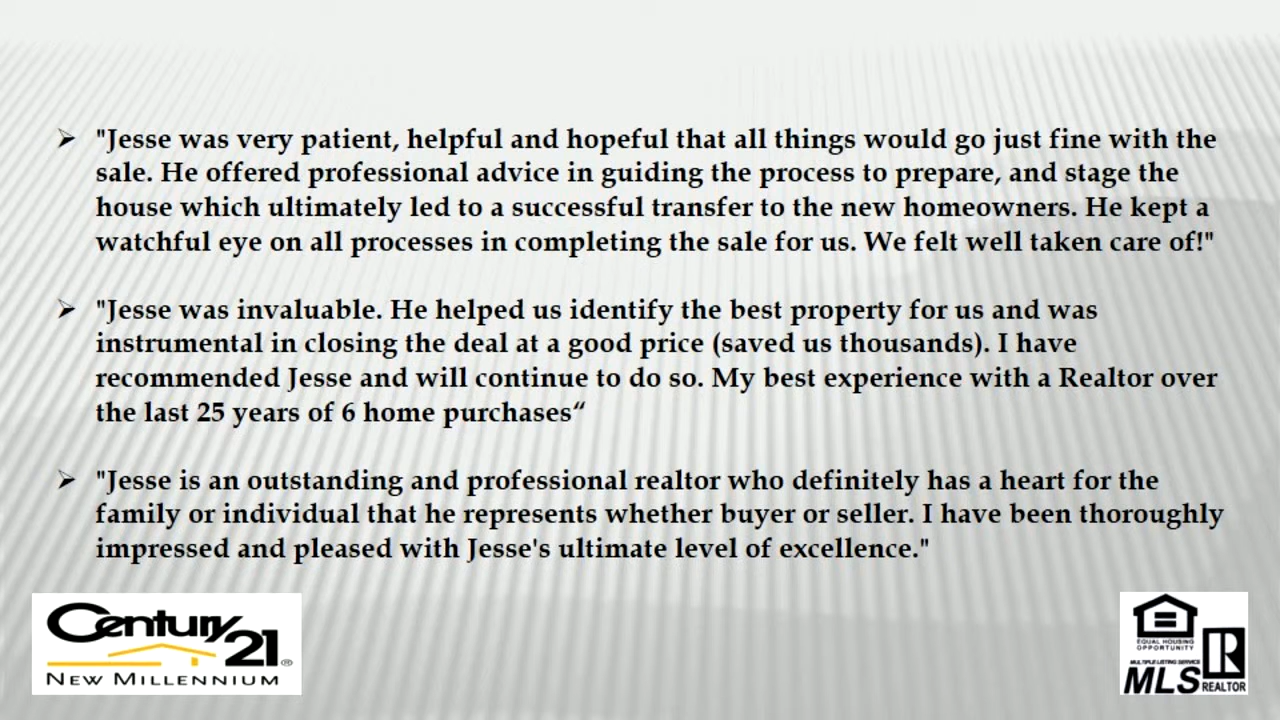 ➢ "Jesse was very patient, helpful and hopeful that all things would go just fine with the
sale. He offered professional advice in guiding the process to prepare, and stage the
house which ultimately led to a successful transfer to the new homeowners. He kept a
watchful eye on all processes in completing the sale for us. We felt well taken care of!"
➢ "Jesse was invaluable. He helped us identify the best property for us and was
instrumental in closing the deal at a good price (saved us thousands). I have
recommended Jesse and will continue to do so. My best experience with a Realtor over
the last 25 years of 6 home purchases“
➢ "Jesse is an outstanding and professional realtor who definitely has a heart for the
family or individual that he represents whether buyer or seller. I have been thoroughly
impressed and pleased with Jesse's ultimate level of excellence."
Century 21®
NEW MILLENNIUM
EQUAL HOUSING
OPPORTUNITY
MULTIPLE LISTING SERVICE
MLS
R
REALTOR